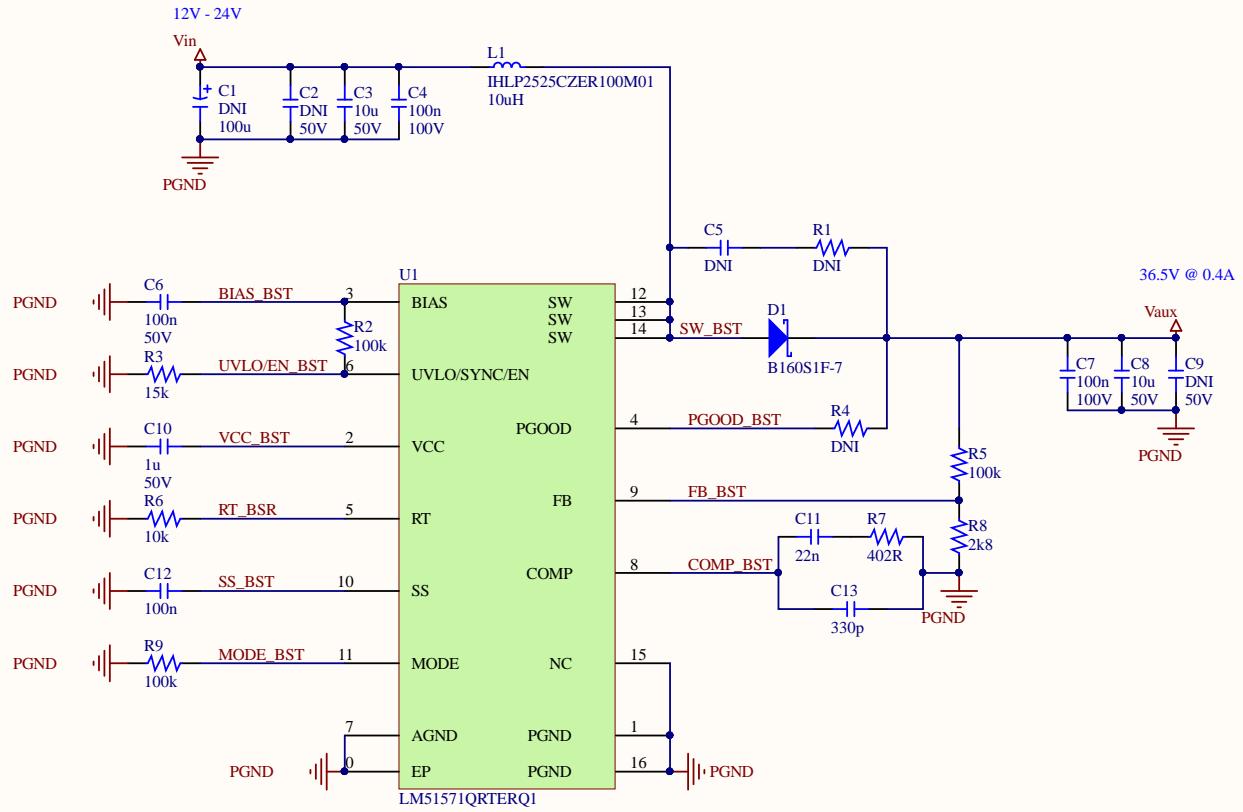 12V - 24V
Vin
C1
DNI
100u
C2
DNI
50V
C3
10u
50V
C4
100n
100V
PGND
L1
IHLP2525CZER100M01
10uH
C5
DNI
R1
DNI
36.5V @ 0.4A
Vaux
U1
PGND
C6
100n
50V
BIAS_BST
3
BIAS
R2
100k
PGND
R3
15k
UVLO/EN_BST
6
UVLO/SYNC/EN
PGND
C10
1u
50V
VCC_BST
2
VCC
PGND
R6
10k
RT_BSR
5
RT
PGND
C12
100n
SS_BST
10
SS
PGND
R9
100k
MODE_BST
11
MODE
7
AGND
PGND
0
EP
LM51571QRTERQ1
SW
12
SW
13
SW
14
SW_BST
D1
B160S1F-7
C7
100n
100V
C8
10u
50V
C9
DNI
50V
PGND
PGOOD
4
PGOOD_BST
R4
DNI
R5
100k
FB
9
FB_BST
R8
2k8
COMP
8
COMP_BST
C11
22n
R7
402R
C13
330p
PGND
NC
15
PGND
1
PGND
16
PGND